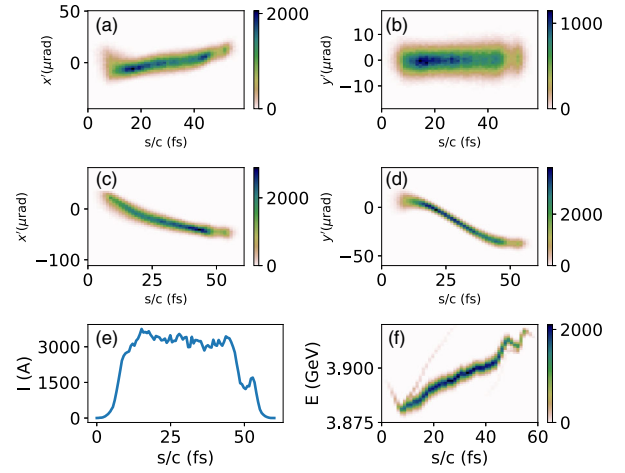 50
0
x'(μrad)
(a)
0
20
40
s/c (fs)
2000
0
10
0
−10
y'(μrad)
(b)
0
20
40
s/c (fs)
1000
0
0
−100
x'(μrad)
(c)
0
25
50
s/c (fs)
2000
0
0
−50
y'(μrad)
(d)
0
25
50
s/c (fs)
2000
0
3000
1500
0
I (A)
(e)
0
25
50
s/c (fs)
3.900
3.875
E (GeV)
(f)
0
20
40
60
s/c (fs)
2000
1000
0